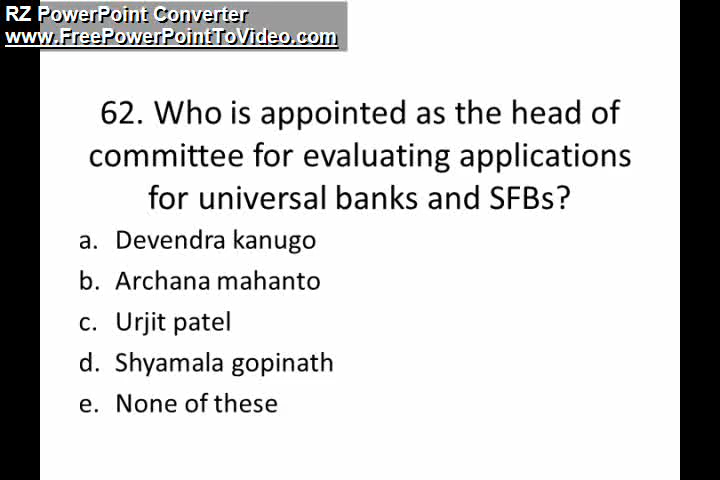 RZ PowerPoint Converter
www.FreePowerPointToVideo.com
62. Who is appointed as the head of
committee for evaluating applications
for universal banks and SFBs?
a. Devendra kanugo
b. Archana mahanto
c. Urjit patel
d. Shyamala gopinath
e. None of these